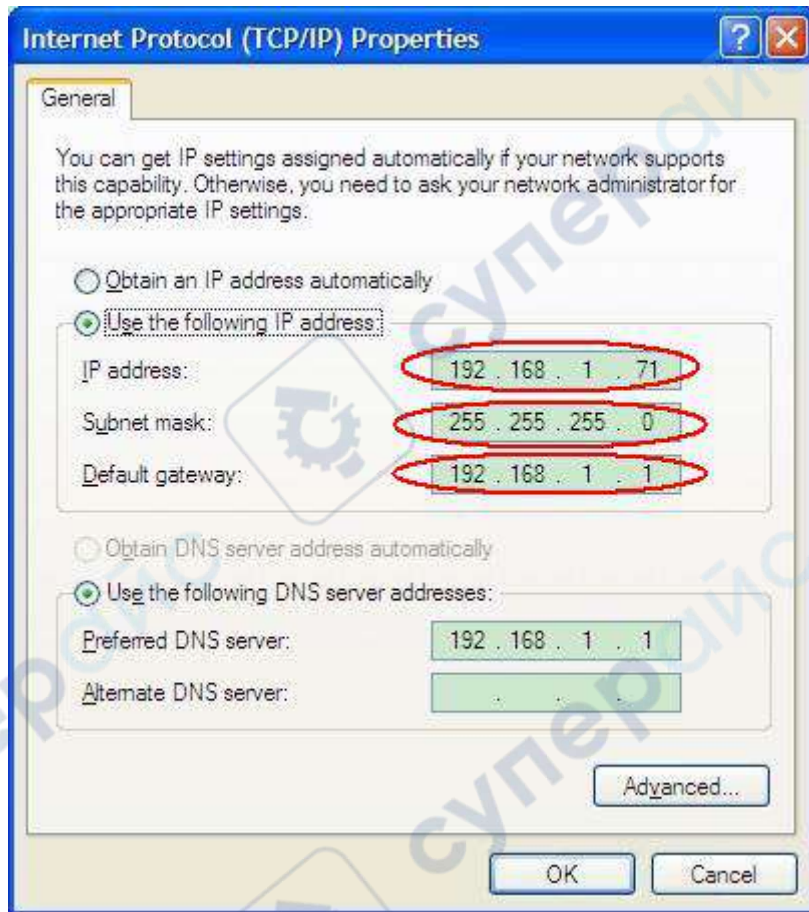 Internet Protocol (TCP/IP) Properties
General
You can get IP settings assigned automatically if your network supports
this capability. Otherwise, you need to ask your network administrator for
the appropriate IP settings.
Obtain an IP address automatically
Use the following IP address:
IP address: 192 . 168 . 1 . 71
Subnet mask: 255 . 255 . 255 . 0
Default gateway: 192 . 168 . 1 . 1
Obtain DNS server address automatically
Use the following DNS server addresses:
Preferred DNS server: 192 . 168 . 1 . 1
Alternate DNS server: . . .
Advanced...
OK Cancel
суперайс